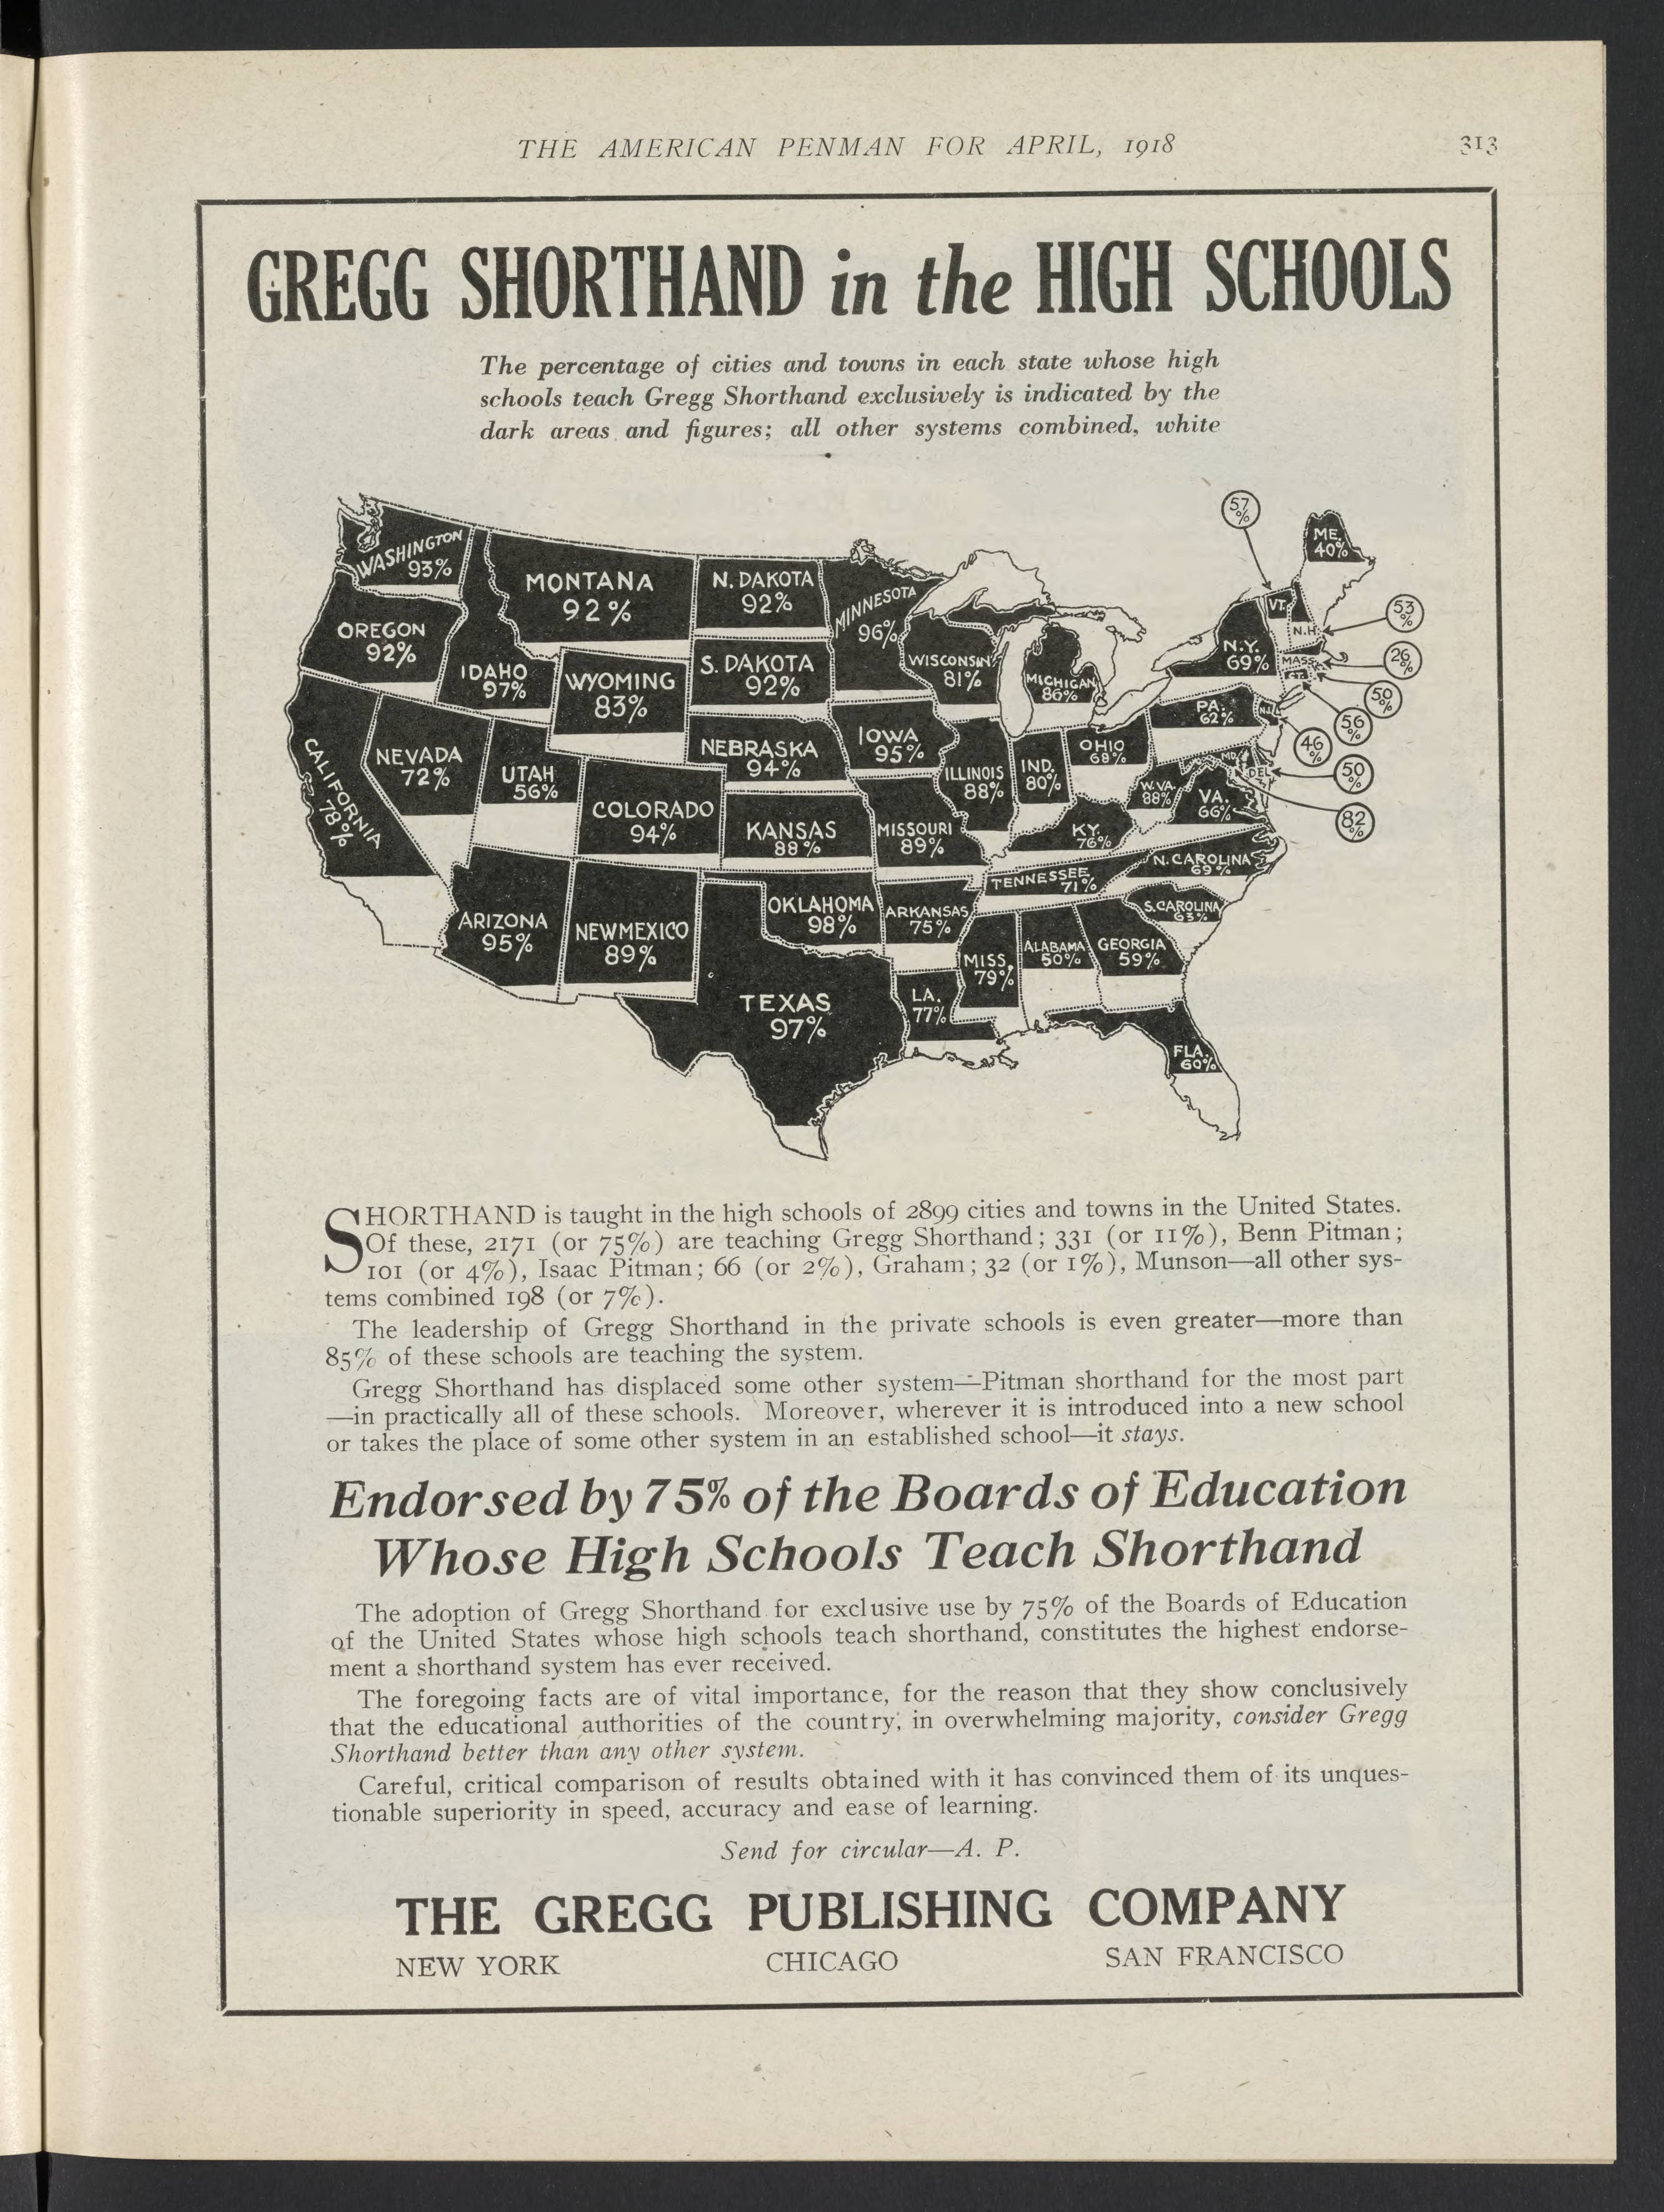 THE AMERICAN PENMAN FOR APRIL, 1918 313
GREGG SHORTHAND in the HIGH SCHOOLS
The percentage of cities and towns in each state whose high
schools teach Gregg Shorthand exclusively is indicated by the
dark areas and figures; all other systems combined, white
57%
ME.
40%
WASHINGTON
93%
MONTANA
92%
N. DAKOTA
92%
MINNESOTA
96%
VT.
53%
N.H.
OREGON
92%
IDAHO
97%
WYOMING
83%
S. DAKOTA
92%
WISCONSIN
81%
MICHIGAN
86%
N.Y.
69%
MASS.
26%
50%
56%
46%
50%
82%
PA.
62%
N.J.
MD.
DEL.
CALIFORNIA
78%
NEVADA
72%
UTAH
56%
COLORADO
94%
NEBRASKA
94%
IOWA
95%
ILLINOIS
88%
IND.
80%
OHIO
68%
W.VA.
88%
VA.
66%
KANSAS
88%
MISSOURI
89%
KY.
76%
TENNESSEE
71%
N. CAROLINA
69%
S. CAROLINA
63%
ARIZONA
95%
NEW MEXICO
89%
OKLAHOMA
98%
ARKANSAS
75%
MISS.
79%
ALABAMA
50%
GEORGIA
59%
TEXAS
97%
LA.
77%
FLA.
60%
SHORTHAND is taught in the high schools of 2899 cities and towns in the United States.
Of these, 2171 (or 75%) are teaching Gregg Shorthand; 331 (or 11%), Benn Pitman;
101 (or 4%), Isaac Pitman; 66 (or 2%), Graham; 32 (or 1%), Munson—all other sys-
tems combined 198 (or 7%).
The leadership of Gregg Shorthand in the private schools is even greater—more than
85% of these schools are teaching the system.
Gregg Shorthand has displaced some other system—Pitman shorthand for the most part
—in practically all of these schools. Moreover, wherever it is introduced into a new school
or takes the place of some other system in an established school—it stays.
Endorsed by 75% of the Boards of Education
Whose High Schools Teach Shorthand
The adoption of Gregg Shorthand for exclusive use by 75% of the Boards of Education
of the United States whose high schools teach shorthand, constitutes the highest endorse-
ment a shorthand system has ever received.
The foregoing facts are of vital importance, for the reason that they show conclusively
that the educational authorities of the country, in overwhelming majority, consider Gregg
Shorthand better than any other system.
Careful, critical comparison of results obtained with it has convinced them of its unques-
tionable superiority in speed, accuracy and ease of learning.
Send for circular—A. P.
THE GREGG PUBLISHING COMPANY
NEW YORK CHICAGO SAN FRANCISCO